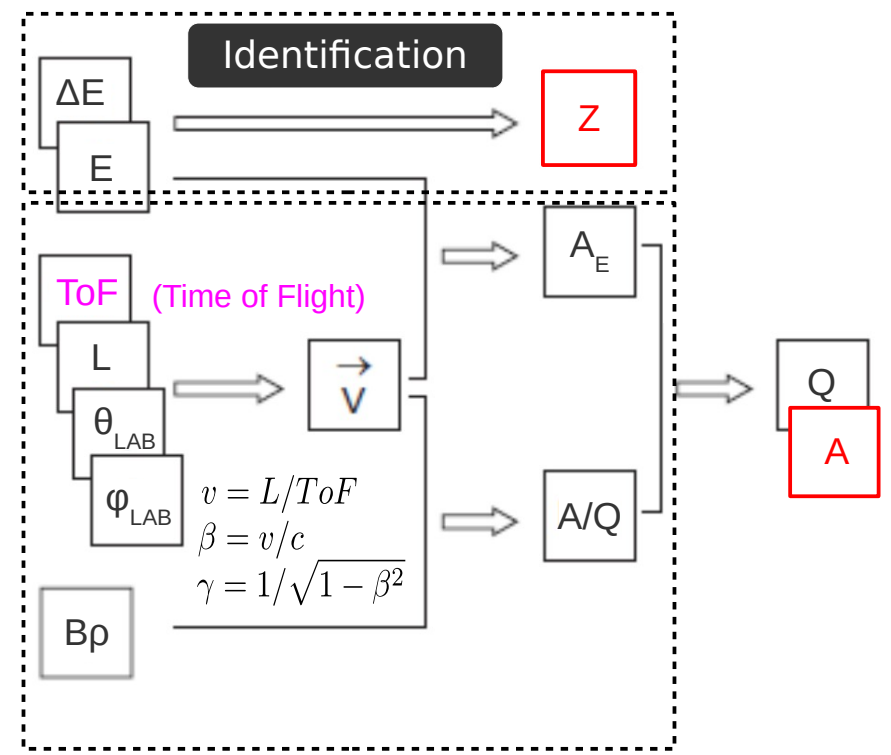 Identification
ΔE
E
Z
A_E
ToF (Time of Flight)
L
θ_LAB
φ_LAB
→
V
v = L/ToF
β = v/c
γ = 1/√(1 − β²)
A/Q
Q
A
Bρ